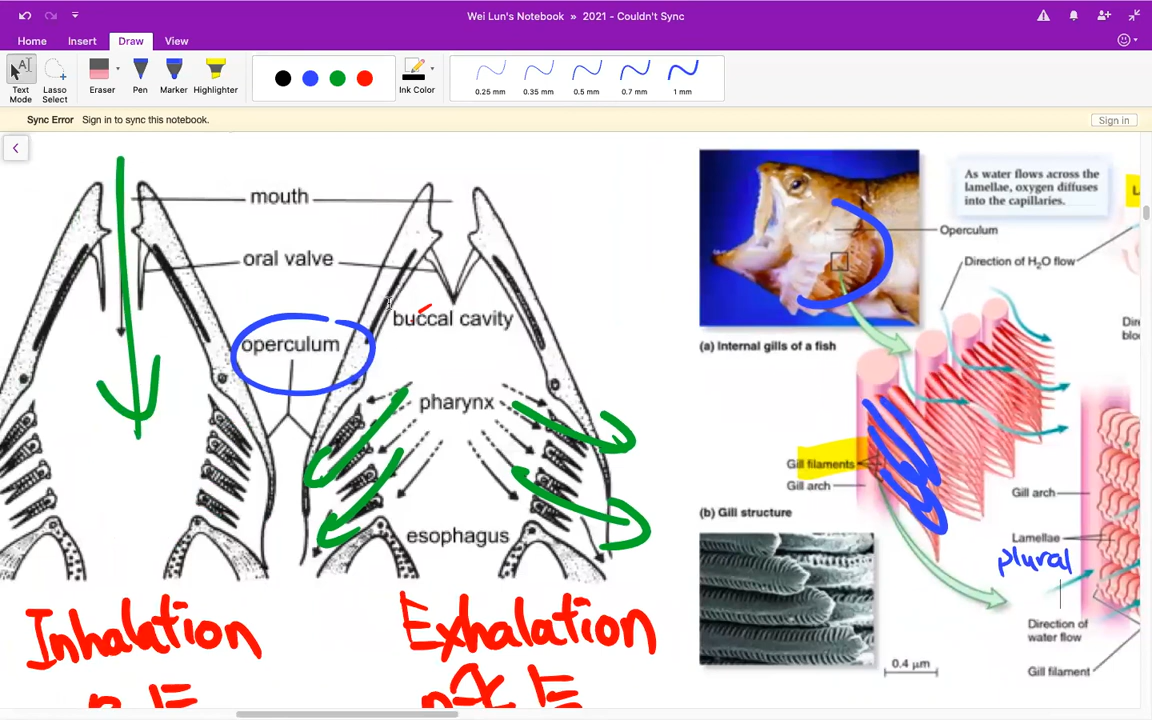 Wei Lun's Notebook » 2021 - Couldn't Sync
Home Insert Draw View
Text Mode
Lasso Select
Eraser
Pen
Marker
Highlighter
Ink Color
0.25 mm
0.35 mm
0.5 mm
0.7 mm
1 mm
Sync Error Sign in to sync this notebook.
Sign in
mouth
oral valve
buccal cavity
operculum
pharynx
esophagus
Inhalation
Exhalation
As water flows across the
lamellae, oxygen diffuses
into the capillaries.
Operculum
Direction of H₂O flow
(a) Internal gills of a fish
Gill filaments
Gill arch
(b) Gill structure
Gill arch
Lamellae
plural
Direction of
water flow
Gill filament
0.4 μm